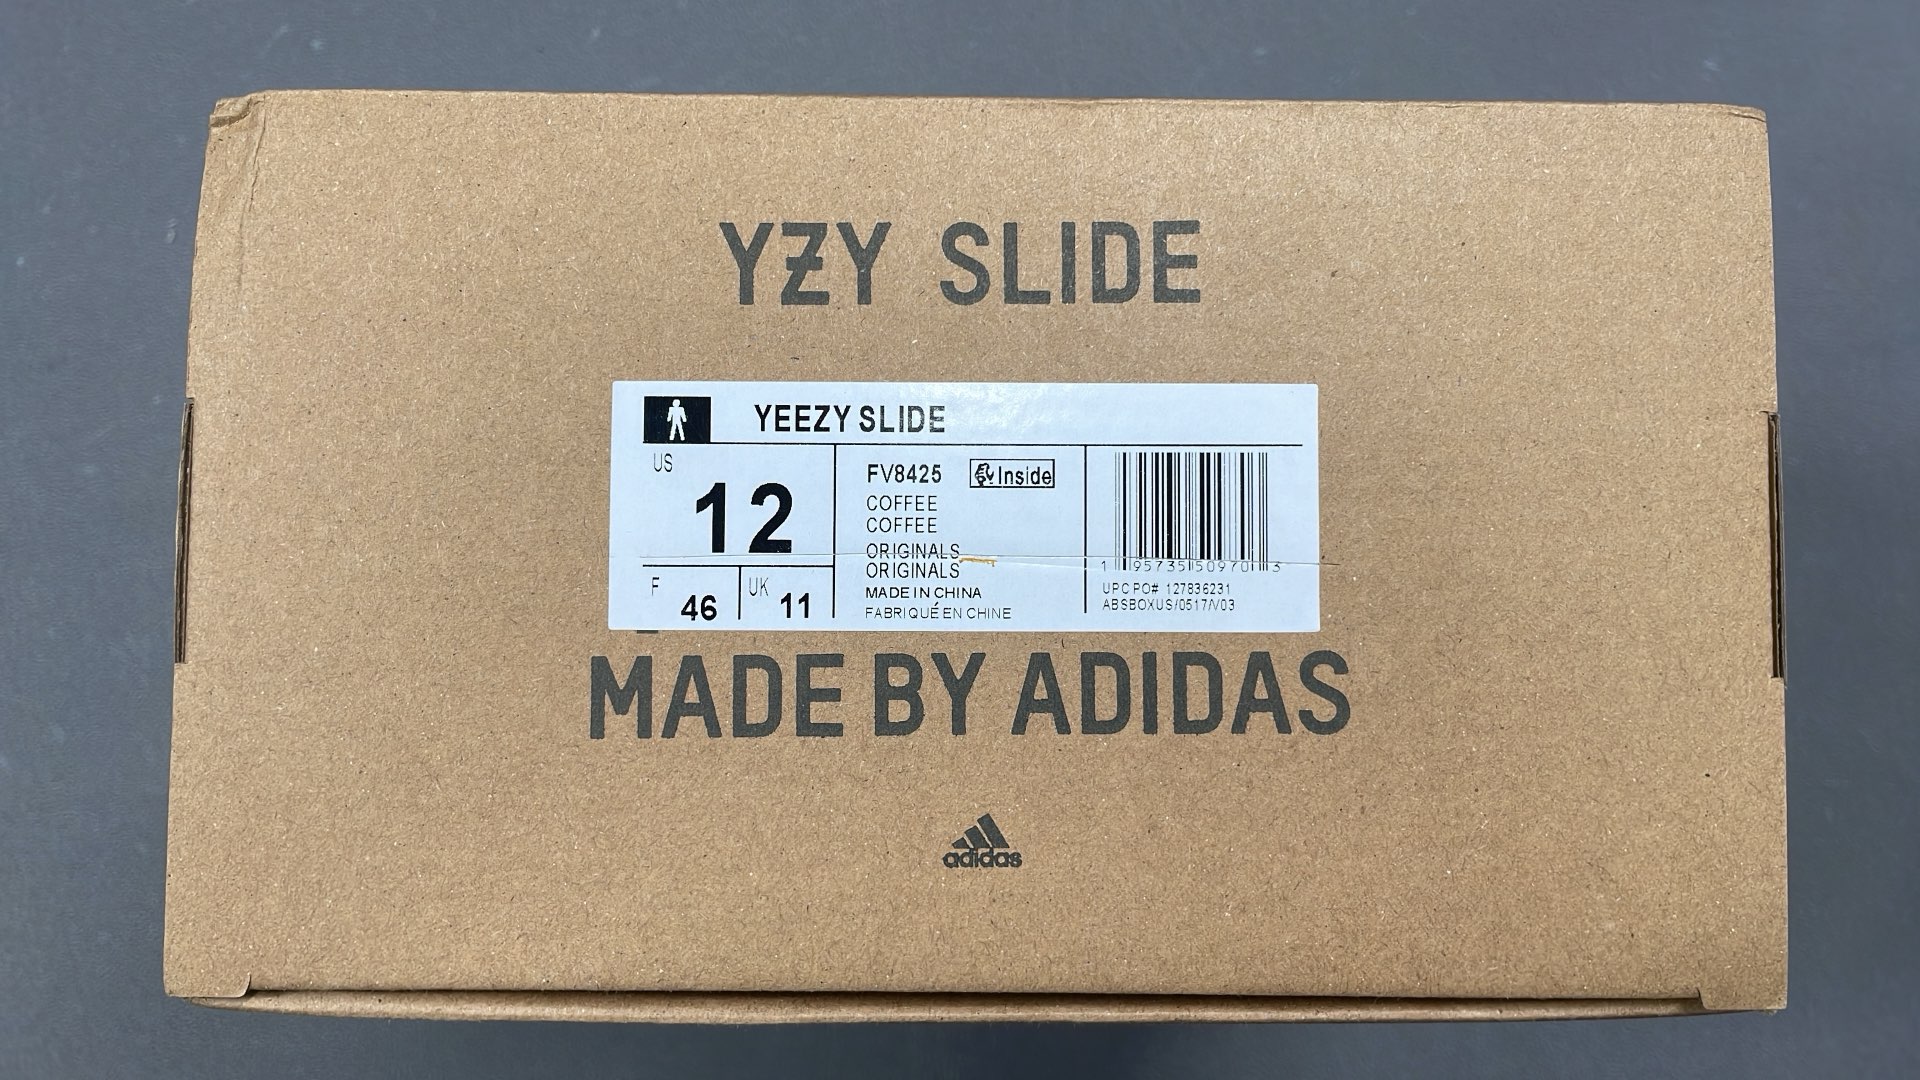 YZY SLIDE
YEEZY SLIDE
US
12
F
46
UK
11
FV8425
Inside
COFFEE
COFFEE
ORIGINALS
ORIGINALS
MADE IN CHINA
FABRIQUÉ EN CHINE
1 95735 50970 3
UPC PO# 127836231
ABSBOXUS/0517/V03
MADE BY ADIDAS
adidas